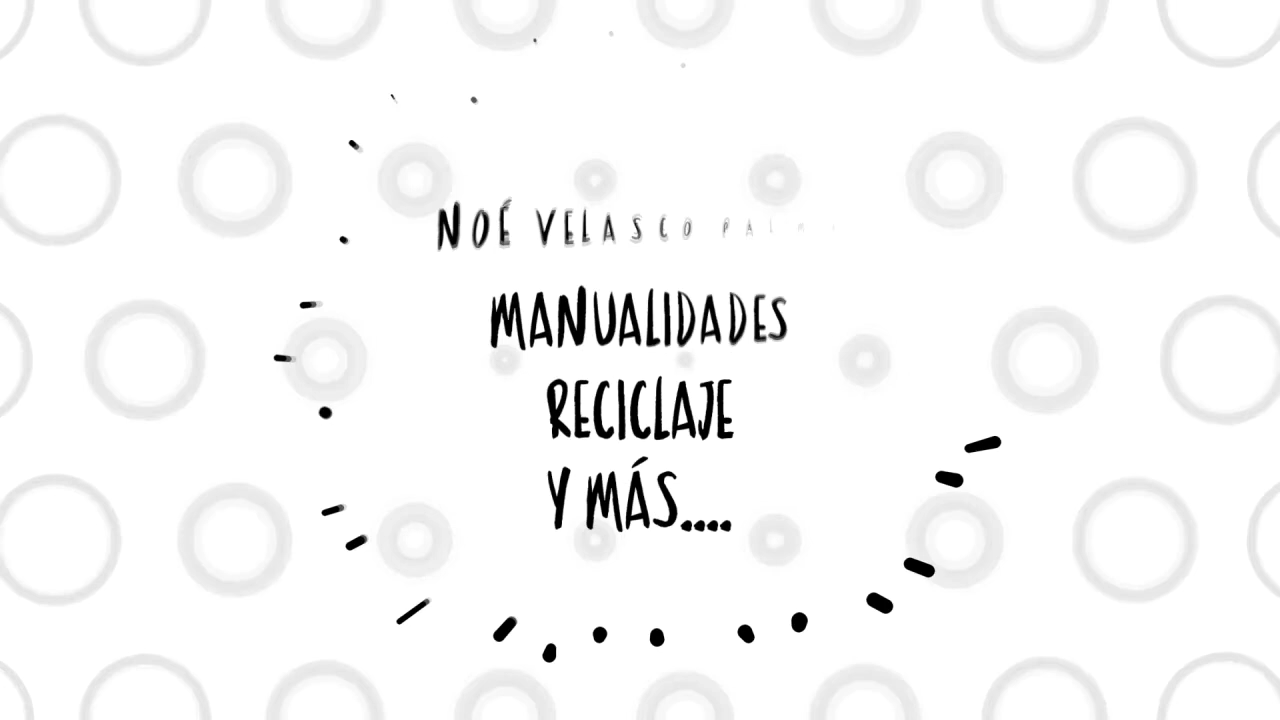 NOÉ VELASCO
MANUALIDADES
RECICLAJE
Y MÁS....